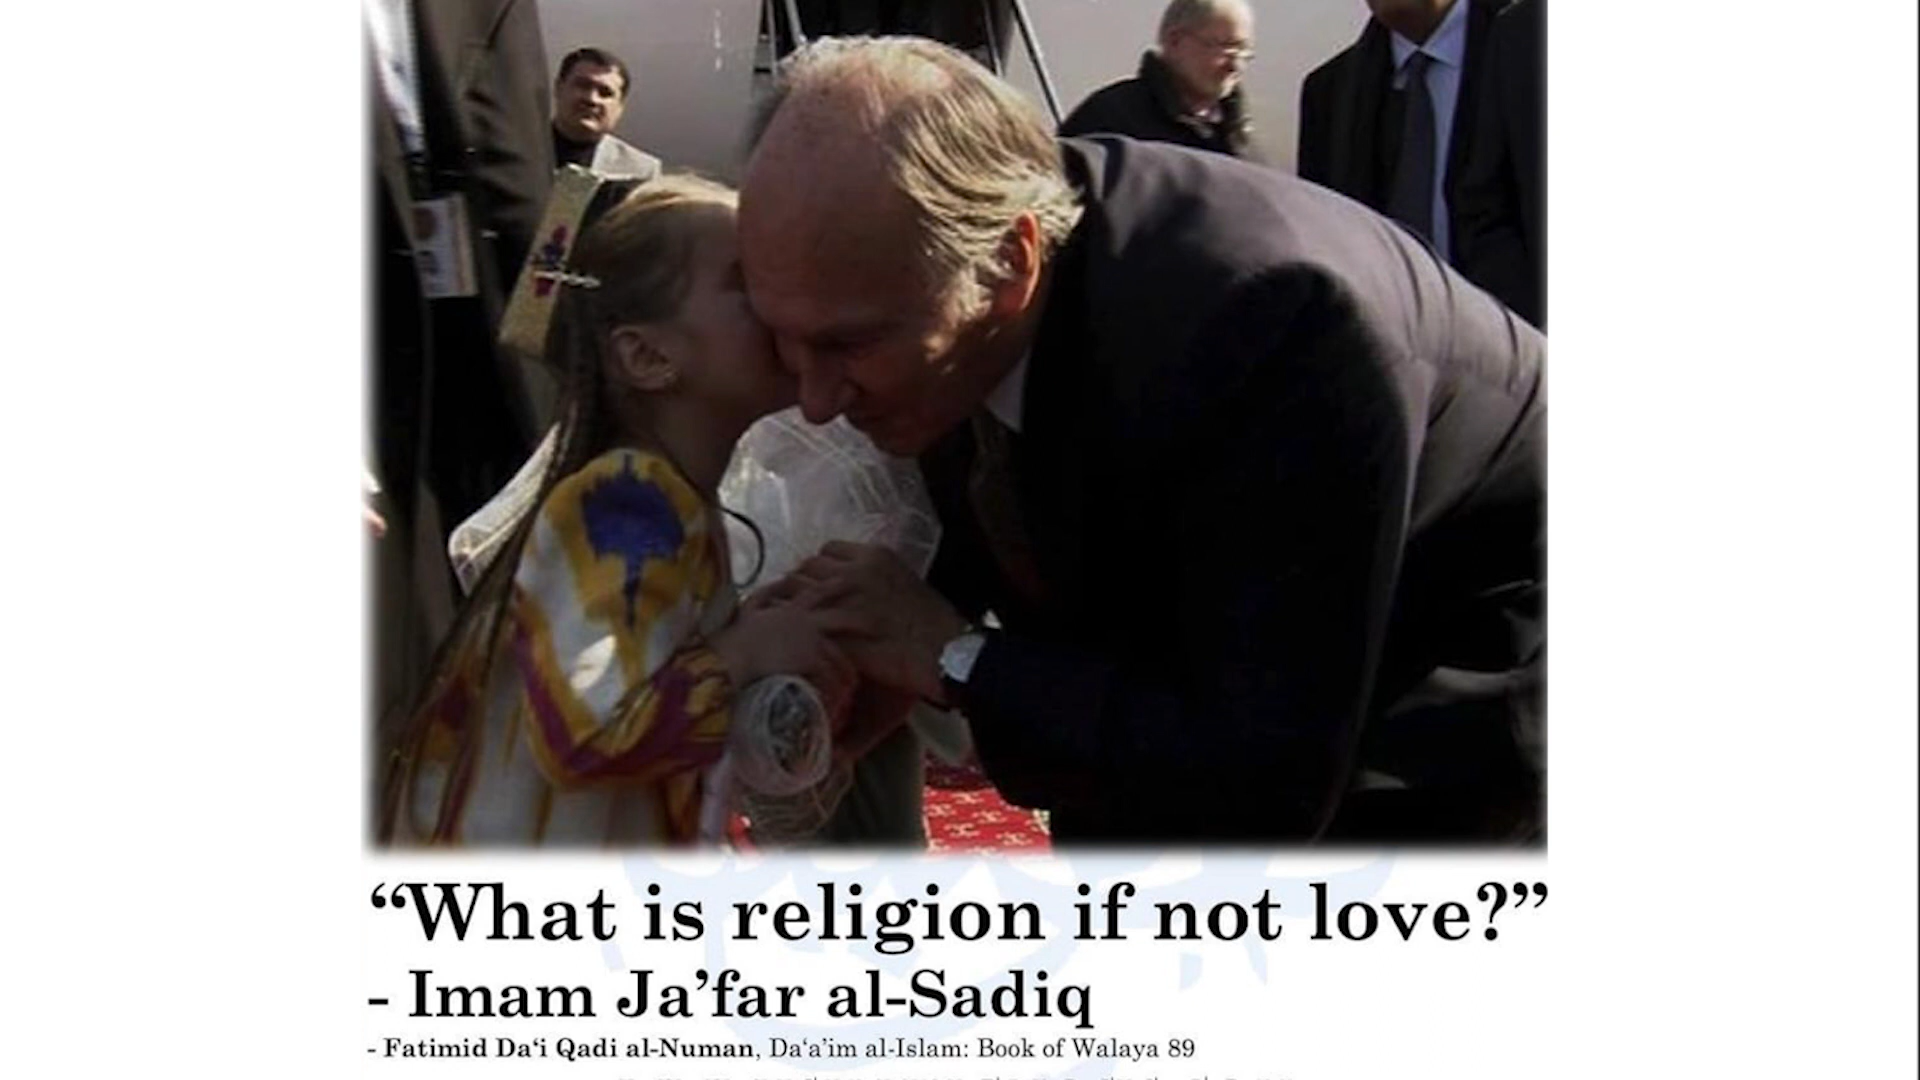 “What is religion if not love?”
- Imam Ja’far al-Sadiq
- Fatimid Da‘i Qadi al-Numan, Da‘a’im al-Islam: Book of Walaya 89